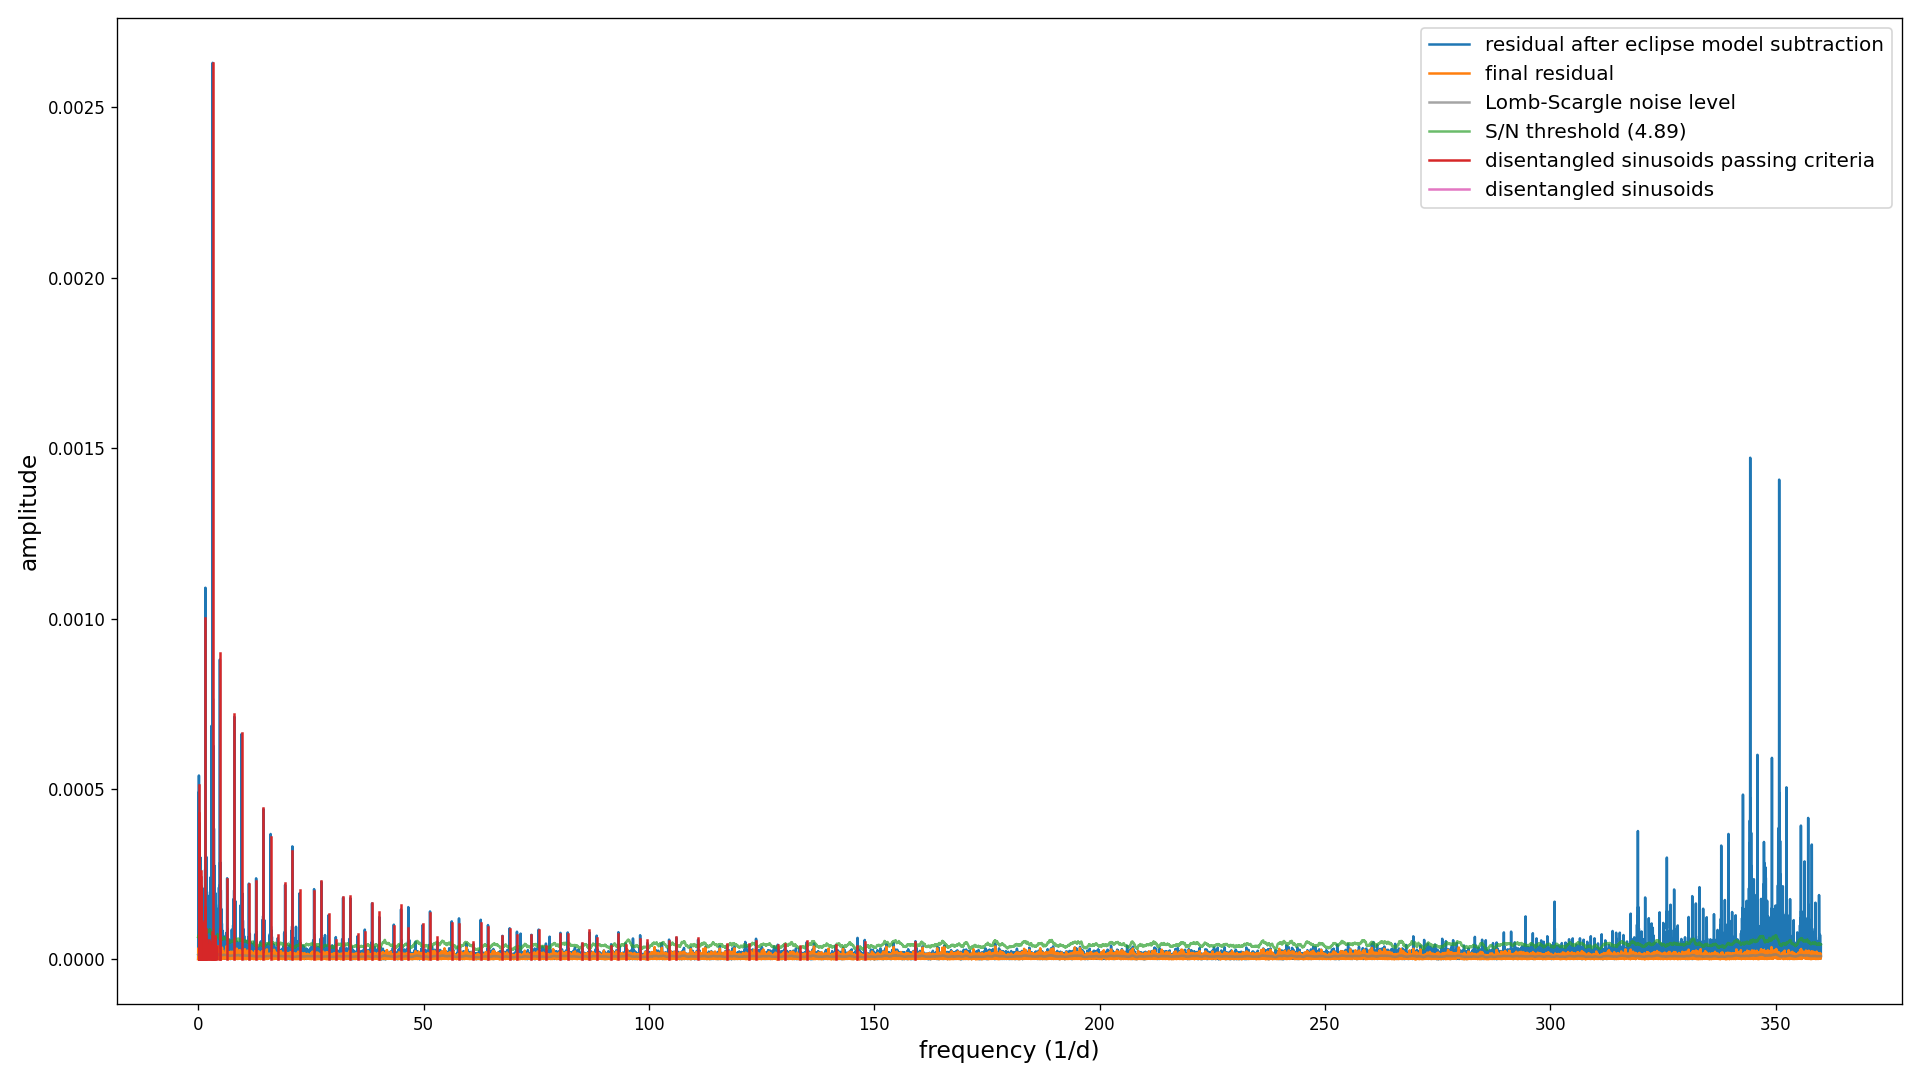 residual after eclipse model subtraction
final residual
Lomb-Scargle noise level
S/N threshold (4.89)
disentangled sinusoids passing criteria
disentangled sinusoids
0.0025
0.0020
0.0015
0.0010
0.0005
0.0000
amplitude
0 50 100 150 200 250 300 350
frequency (1/d)